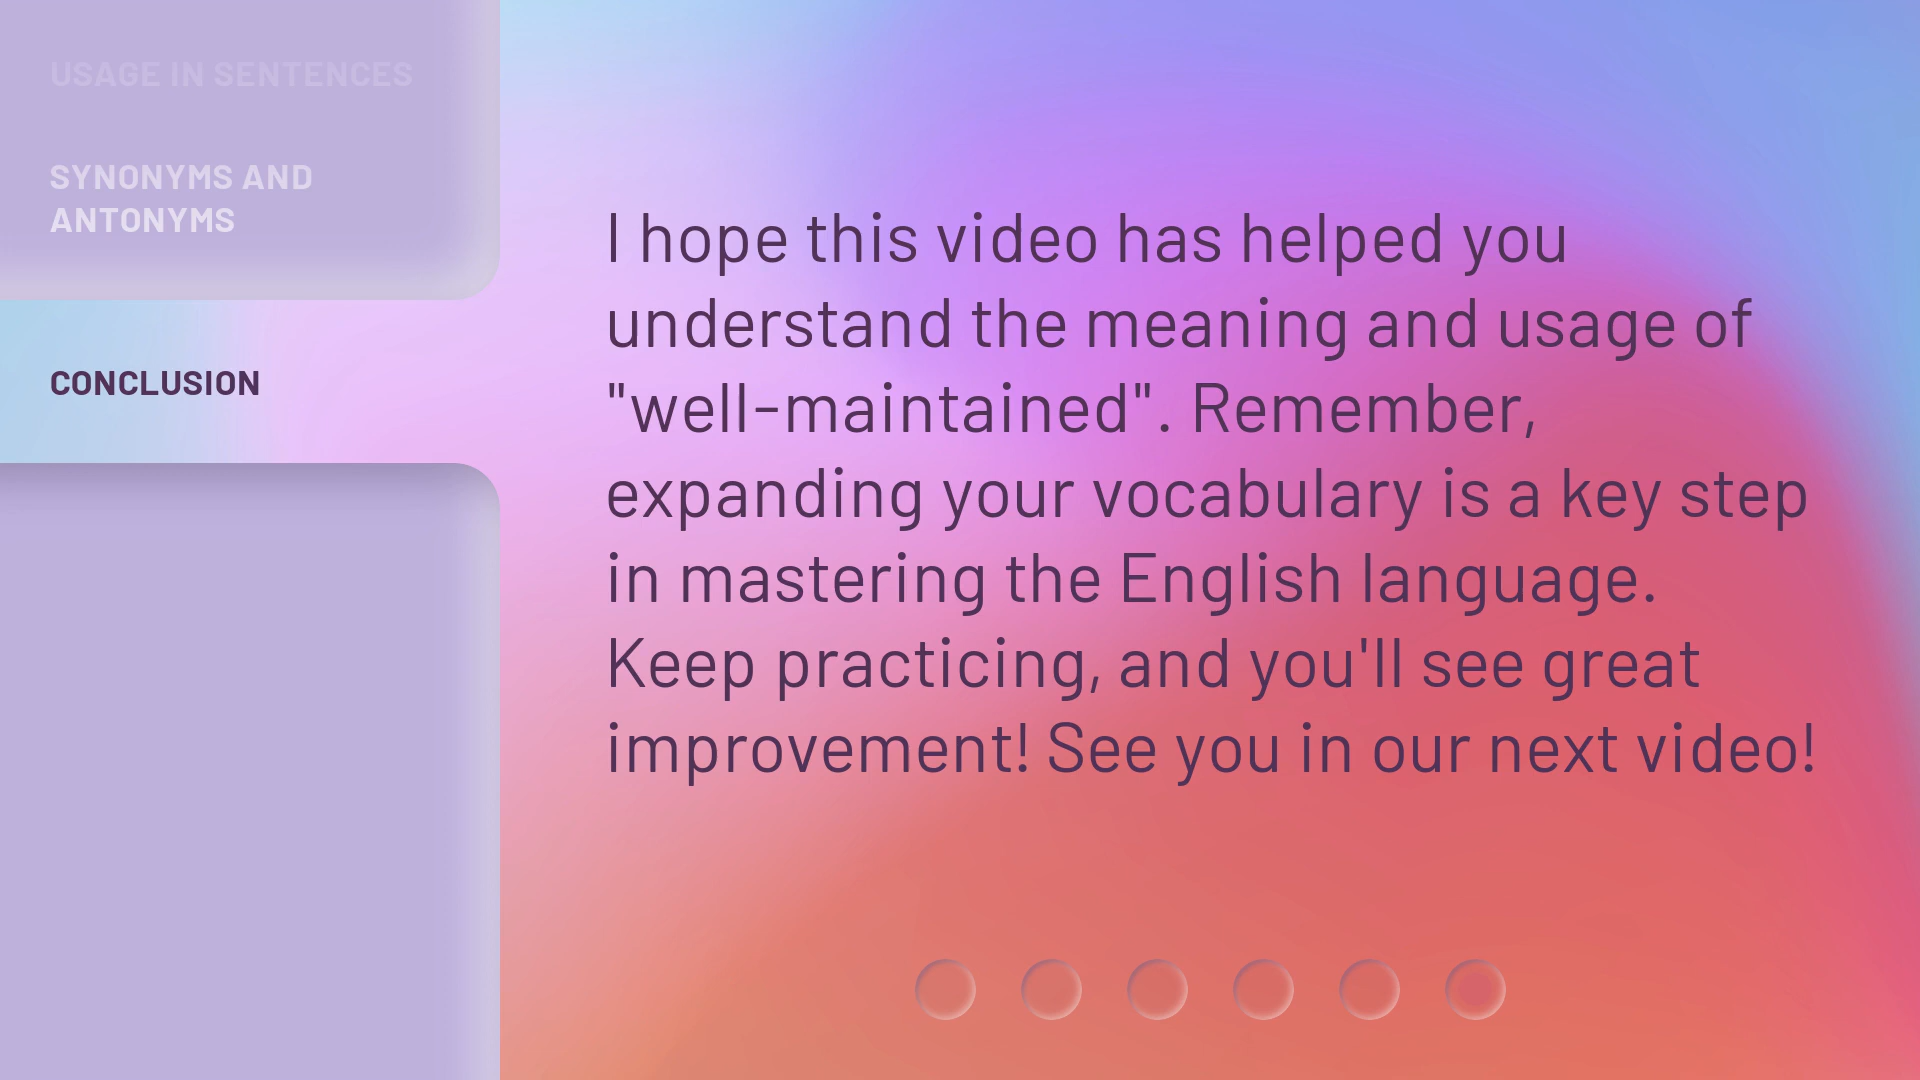 USAGE IN SENTENCES
SYNONYMS AND
ANTONYMS
CONCLUSION
I hope this video has helped you
understand the meaning and usage of
"well-maintained". Remember,
expanding your vocabulary is a key step
in mastering the English language.
Keep practicing, and you'll see great
improvement! See you in our next video!